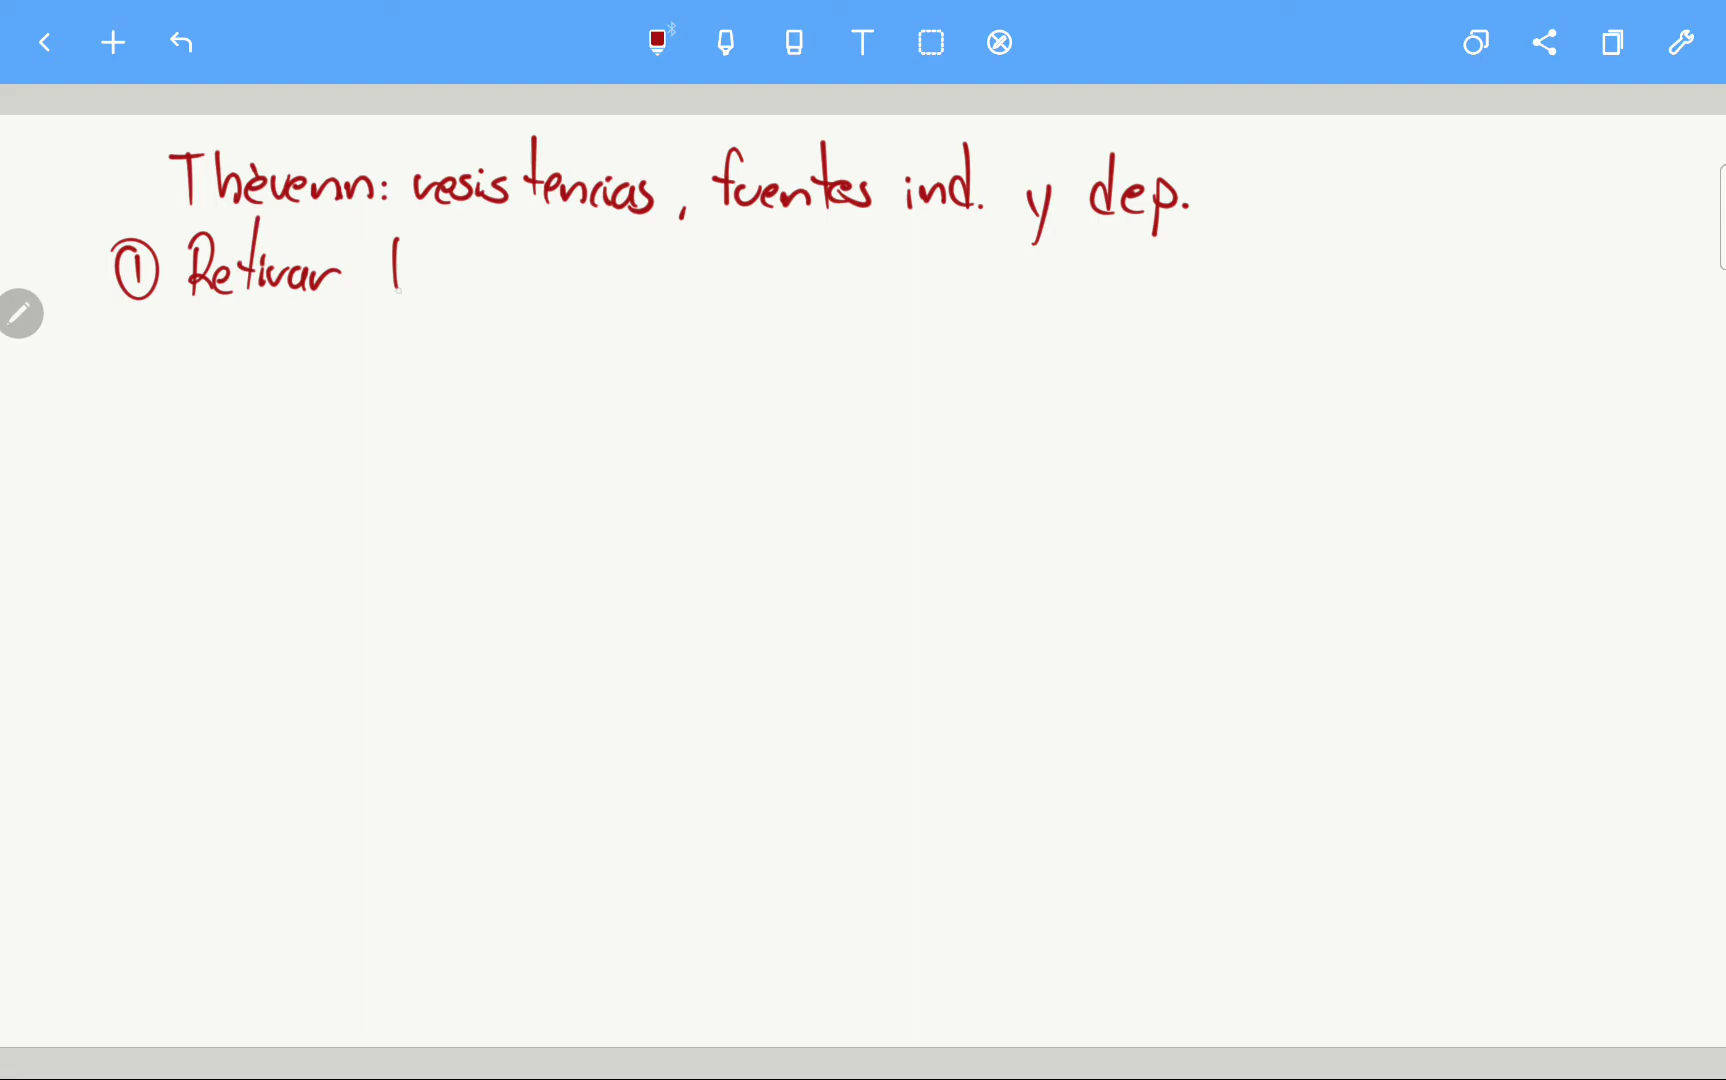 Thèvenn: resistencias, fuentes ind. y dep.
① Retirar l